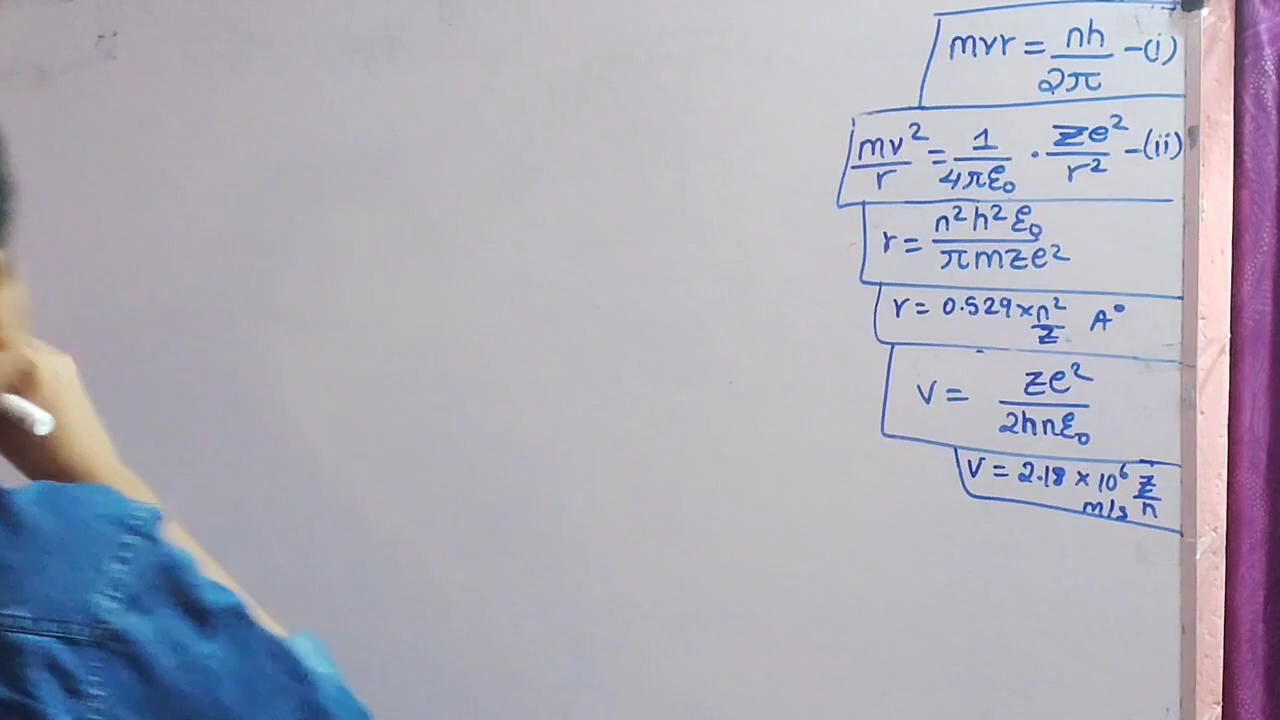 mvr = nh/2π -(i)
mv²/r = 1/4πε₀ · ze²/r² -(ii)
r = n²h²ε₀/πmze²
r = 0.529 × n²/z A°
v = ze²/2hnε₀
v = 2.18 × 10⁶ z/n
m/s